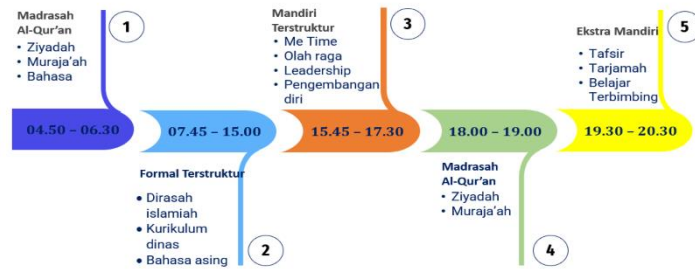 Madrasah
Al-Qur'an
• Ziyadah
• Muraja'ah
• Bahasa
1
04.50 – 06.30
07.45 – 15.00
Formal Terstruktur
• Dirasah
islamiah
• Kurikulum
dinas
• Bahasa asing
2
Mandiri
Terstruktur
• Me Time
• Olah raga
• Leadership
• Pengembangan
diri
3
15.45 – 17.30
18.00 – 19.00
Madrasah
Al-Qur'an
• Ziyadah
• Muraja'ah
4
Ekstra Mandiri
• Tafsir
• Tarjamah
• Belajar
Terbimbing
5
19.30 – 20.30